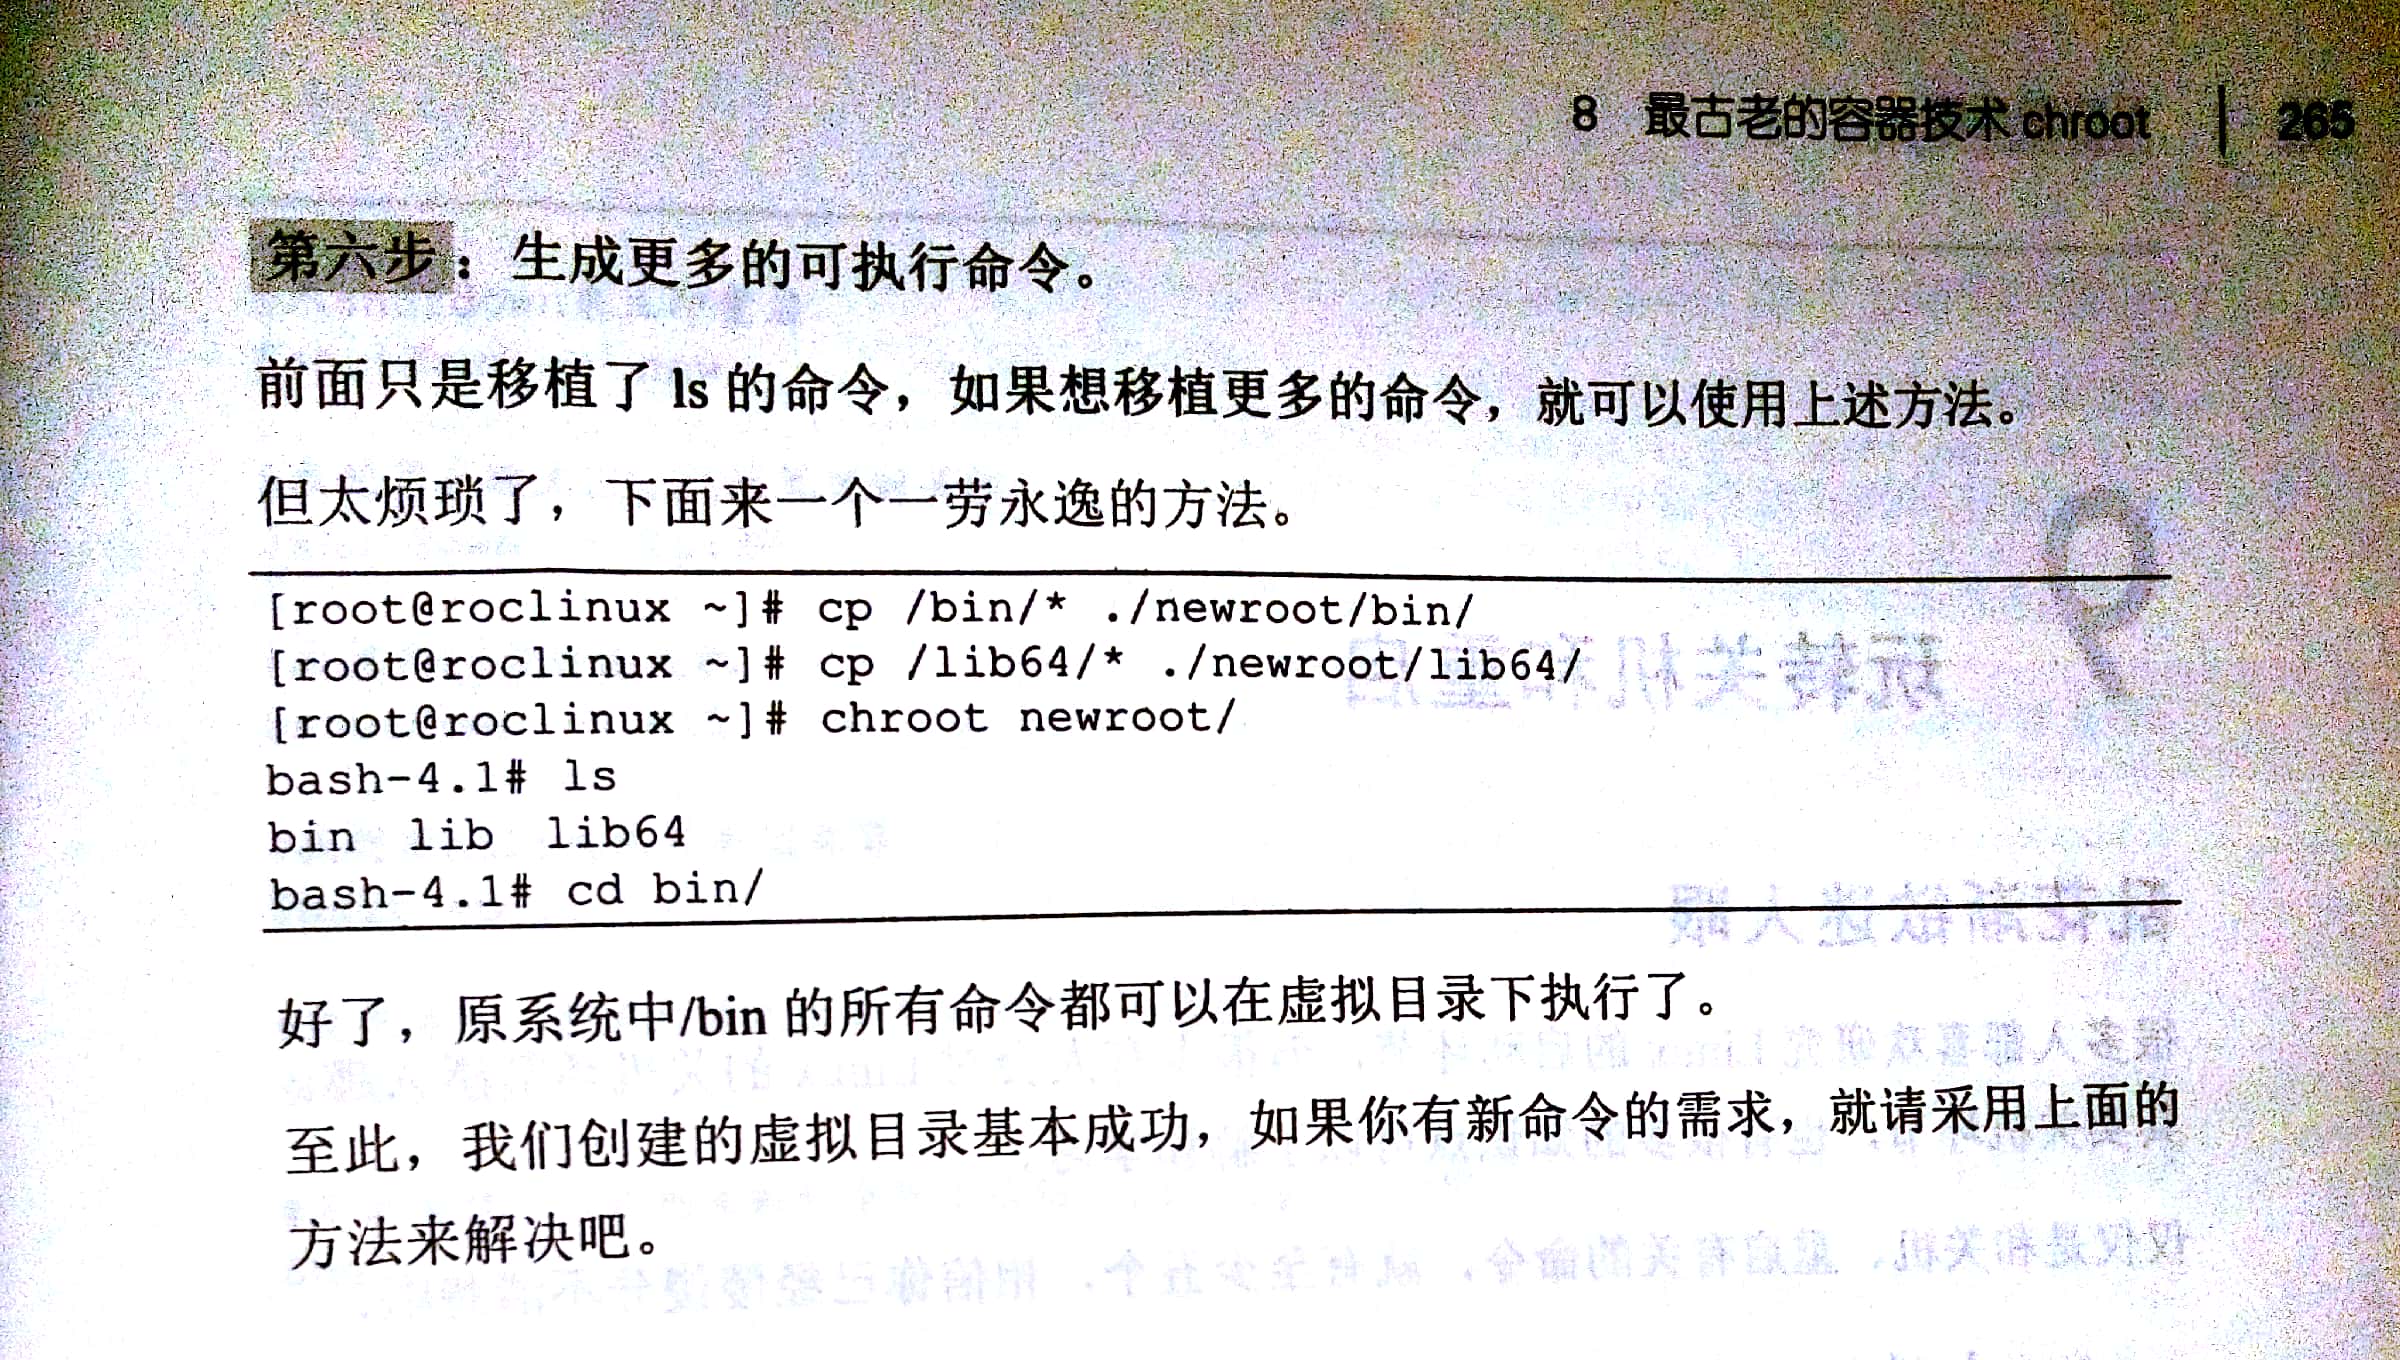 8 最古老的容器技术 chroot | 265
第六步：生成更多的可执行命令。
前面只是移植了 ls 的命令，如果想移植更多的命令，就可以使用上述方法。
但太烦琐了，下面来一个一劳永逸的方法。
[root@roclinux ~]# cp /bin/* ./newroot/bin/
[root@roclinux ~]# cp /lib64/* ./newroot/lib64/
[root@roclinux ~]# chroot newroot/
bash-4.1# ls
bin lib lib64
bash-4.1# cd bin/
好了，原系统中/bin 的所有命令都可以在虚拟目录下执行了。
至此，我们创建的虚拟目录基本成功，如果你有新命令的需求，就请采用上面的
方法来解决吧。